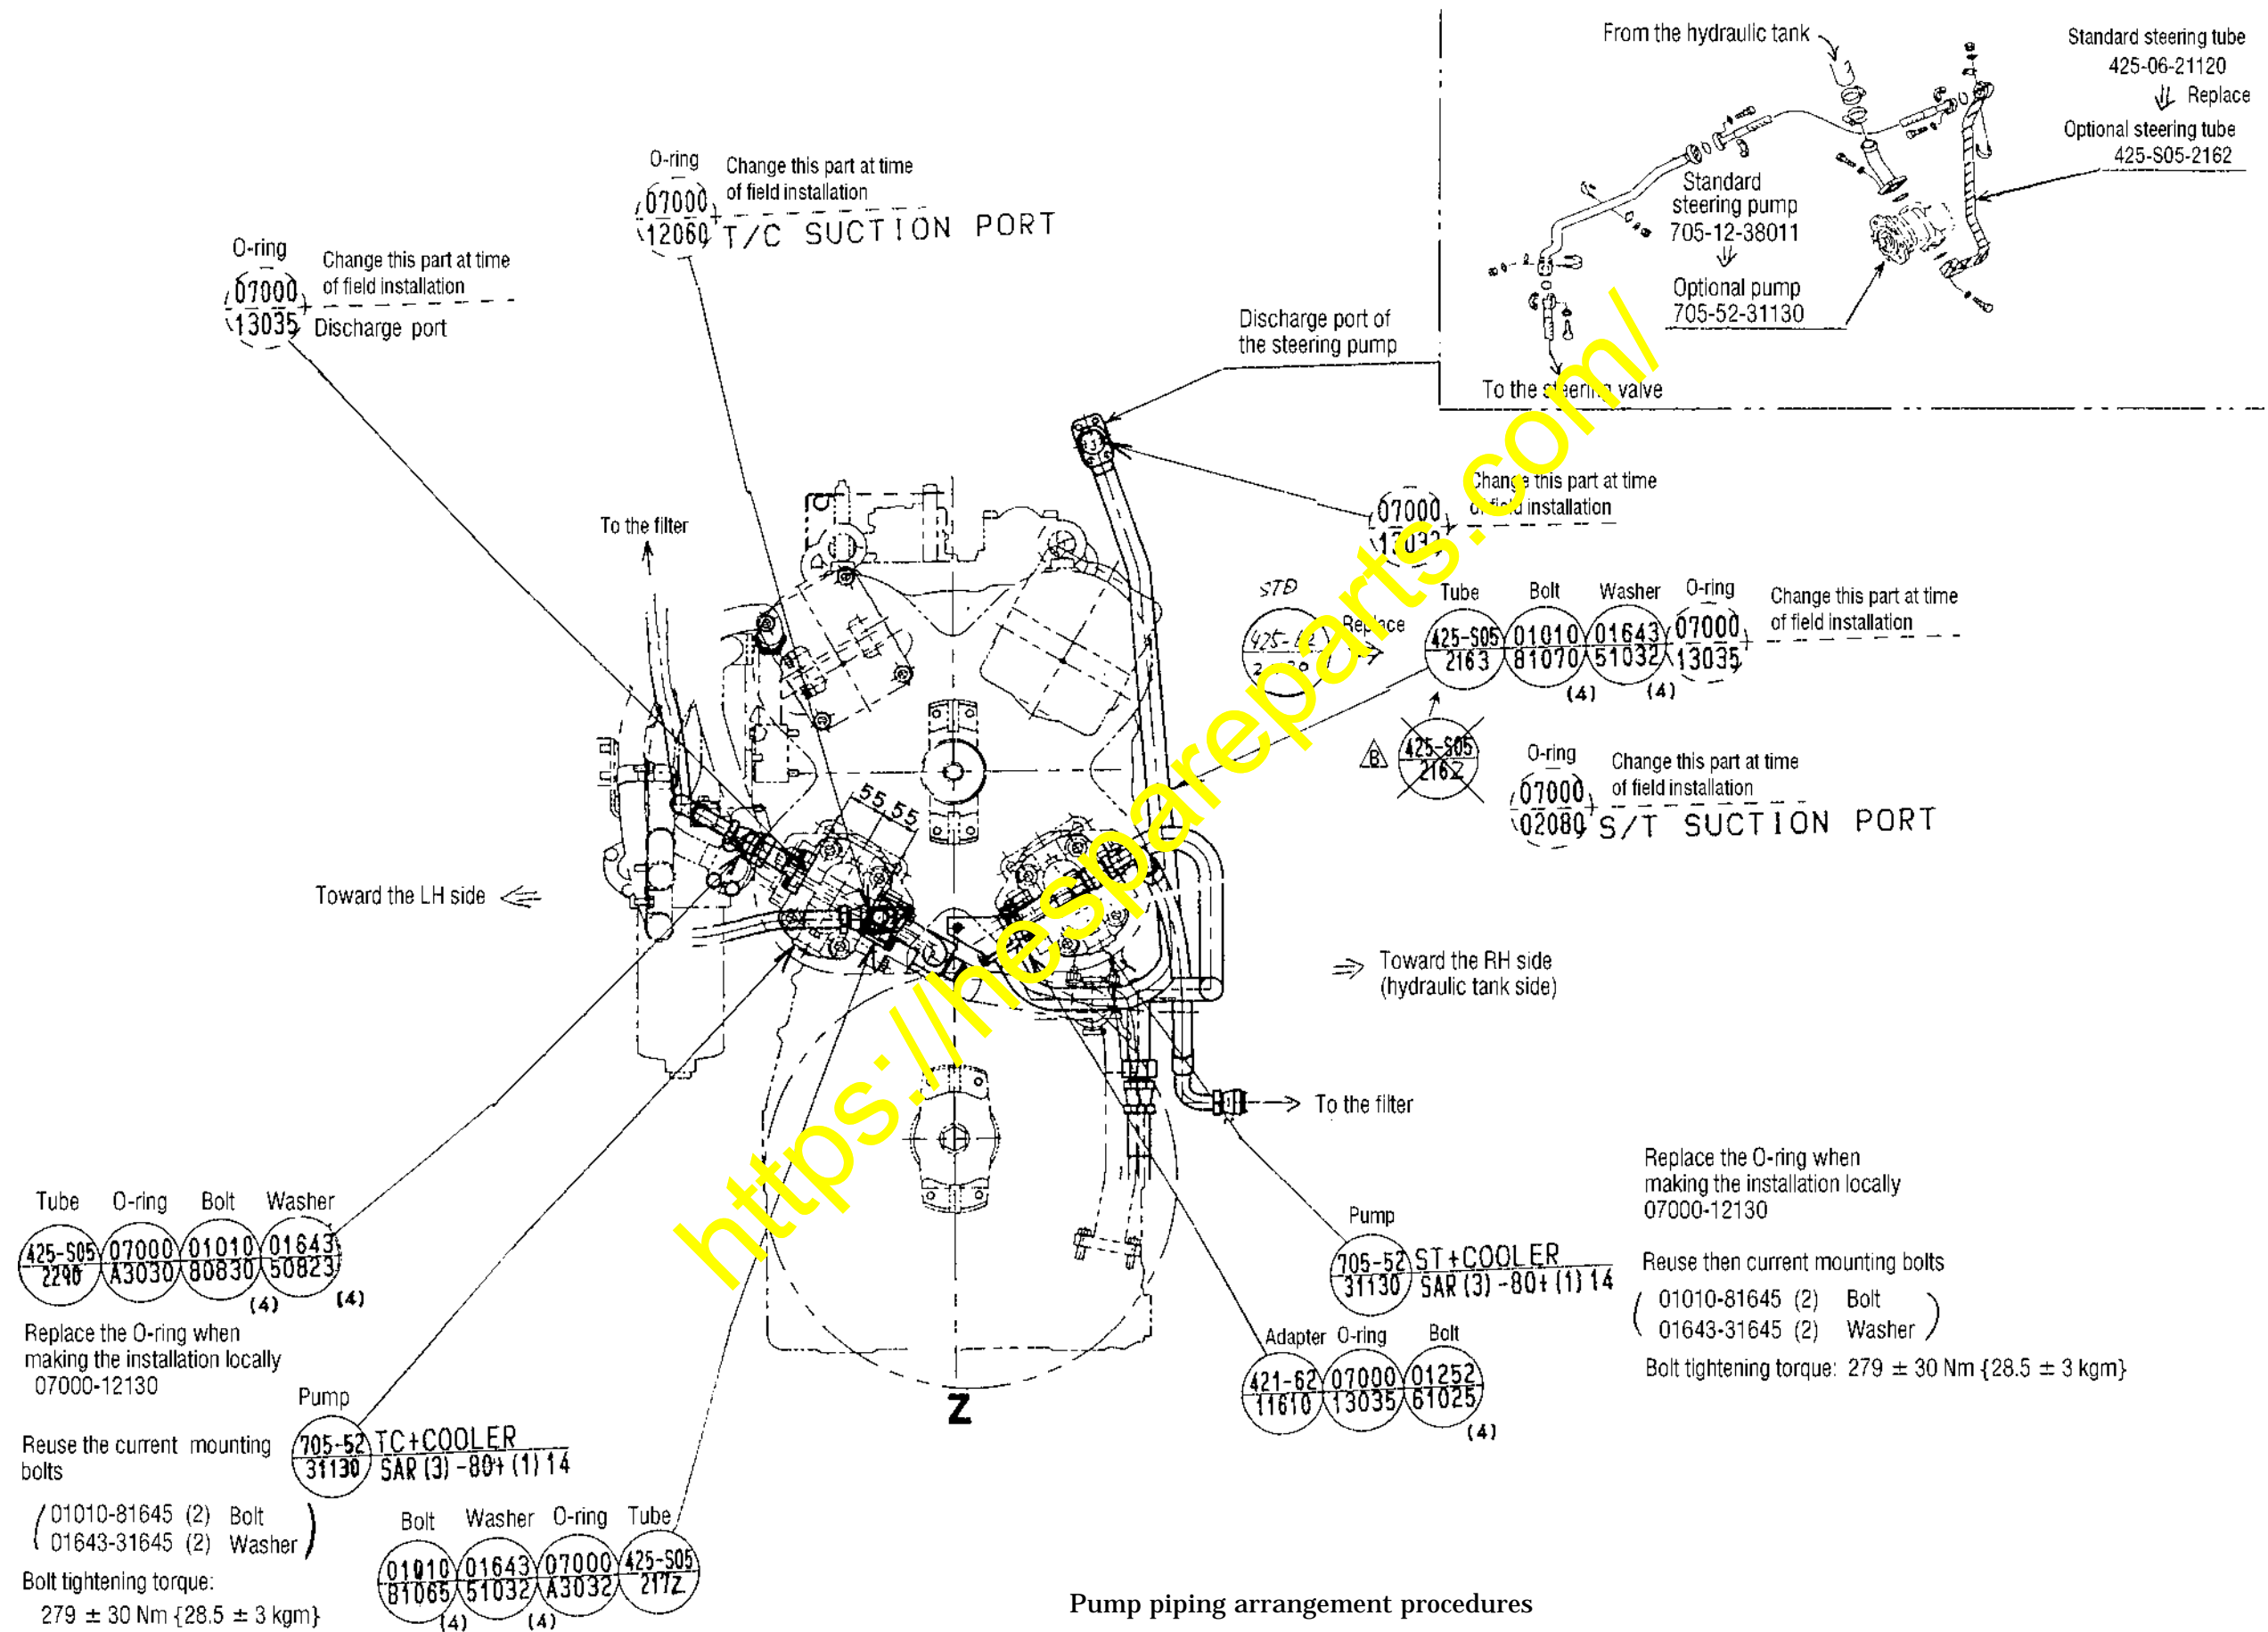 From the hydraulic tank
Standard steering tube
425-06-21120
Replace
Optional steering tube
425-S05-2162
Standard
steering pump
705-12-38011
Optional pump
705-52-31130
To the steering valve
O-ring
07000
12060
Change this part at time
of field installation
T/C SUCTION PORT
O-ring
07000
13035
Change this part at time
of field installation
Discharge port
Discharge port of
the steering pump
To the filter
07000
Change this part at time
of field installation
STD
425-62
Replace
Tube Bolt Washer O-ring
425-S05 01010 01643 07000
2163 81070 51032 13035
(4) (4)
Change this part at time
of field installation
B
425-S05
216Z
O-ring
07000
02080
Change this part at time
of field installation
S/T SUCTION PORT
55,55
Toward the LH side
Toward the RH side
(hydraulic tank side)
To the filter
https://hespareparts.com/
Tube O-ring Bolt Washer
425-S05 07000 01010 01643
2290 A3030 80830 50823
(4) (4)
Replace the O-ring when
making the installation locally
07000-12130
Pump
705-52 TC+COOLER
31130 SAR (3) -80+ (1) 14
Reuse the current mounting
bolts
01010-81645 (2) Bolt
01643-31645 (2) Washer
Bolt tightening torque:
279 ± 30 Nm {28.5 ± 3 kgm}
Bolt Washer O-ring Tube
01010 01643 07000 425-S05
81065 51032 A3032 217Z
(4) (4)
Z
Pump
705-52 ST+COOLER
31130 SAR (3) -80+ (1) 14
Adapter O-ring Bolt
421-62 07000 01252
11610 13035 61025
(4)
Replace the O-ring when
making the installation locally
07000-12130
Reuse then current mounting bolts
01010-81645 (2) Bolt
01643-31645 (2) Washer
Bolt tightening torque: 279 ± 30 Nm {28.5 ± 3 kgm}
Pump piping arrangement procedures